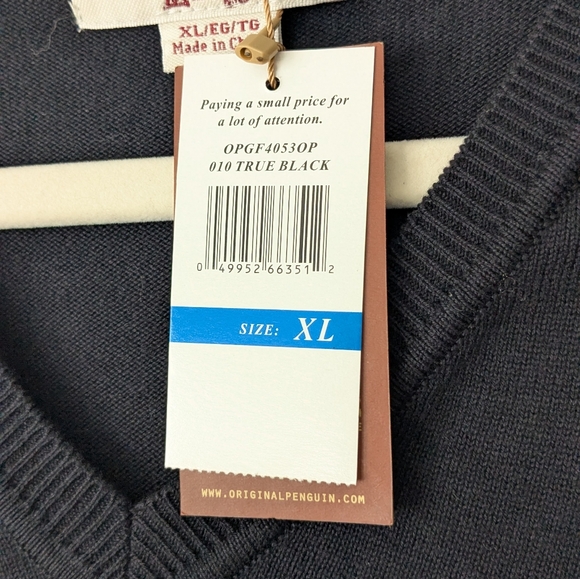 XL/EG/TG
Made in Ch
Paying a small price for
a lot of attention.
OPGF4053OP
010 TRUE BLACK
0 49952 66351 2
SIZE: XL
WWW.ORIGINALPENGUIN.COM